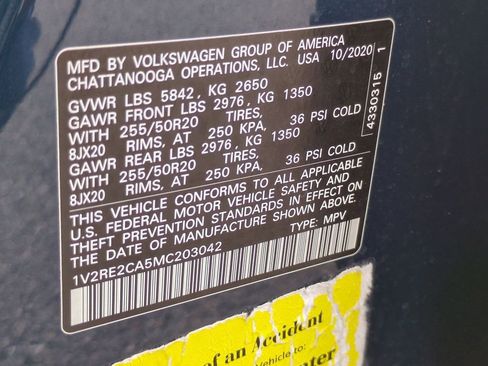 MFD BY VOLKSWAGEN GROUP OF AMERICA
CHATTANOOGA OPERATIONS, LLC. USA 10/2020
GVWR LBS 5842, KG 2650
GAWR FRONT LBS 2976, KG 1350
WITH 255/50R20 TIRES,
8JX20 RIMS, AT 250 KPA, 36 PSI COLD
GAWR REAR LBS 2976, KG 1350
WITH 255/50R20 TIRES,
8JX20 RIMS, AT 250 KPA, 36 PSI COLD
THIS VEHICLE CONFORMS TO ALL APPLICABLE
U.S. FEDERAL MOTOR VEHICLE SAFETY AND
THEFT PREVENTION STANDARDS IN EFFECT ON
THE DATE OF MANUFACTURE SHOWN ABOVE.
1V2RE2CA5MC203042 TYPE: MPV
4330315 1
of an Accident
Vehicle to: